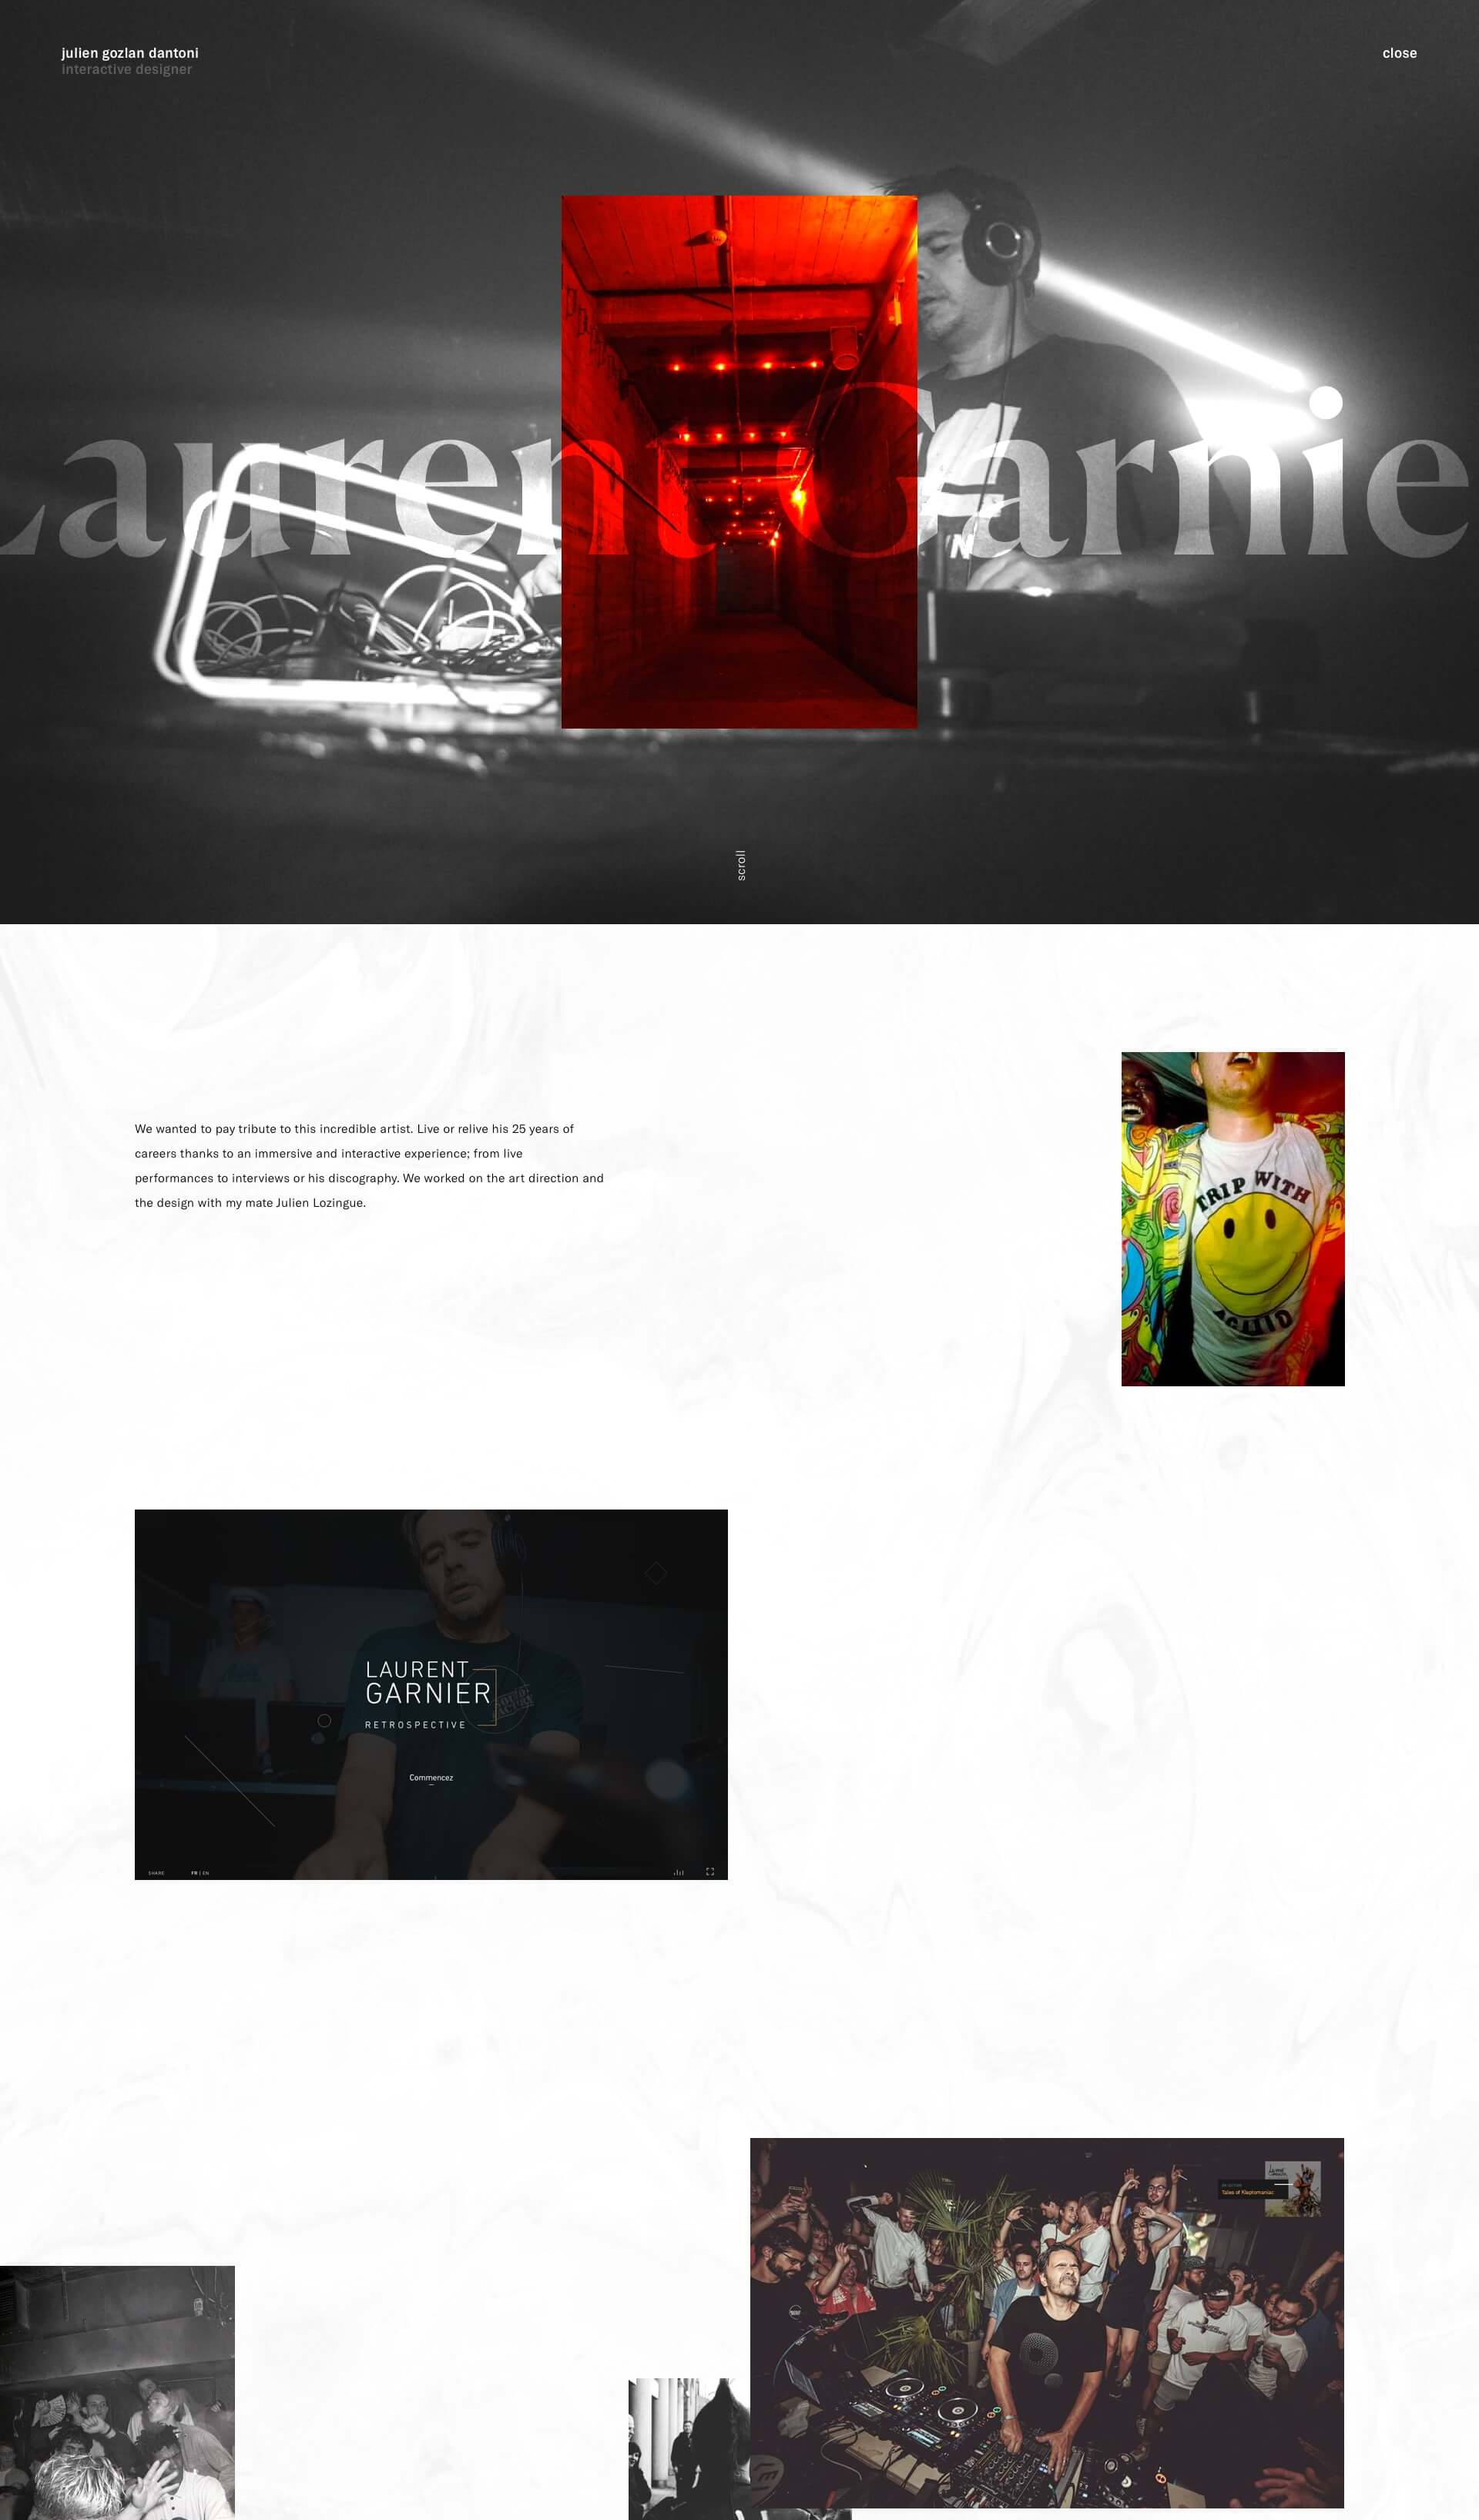 julien gozlan dantoni
Interactive designer
close
Laurent Garnie
scroll
We wanted to pay tribute to this incredible artist. Live or relive his 25 years of
careers thanks to an immersive and interactive experience; from live
performances to interviews or his discography. We worked on the art direction and
the design with my mate Julien Lozingue.
TRIP WITH
ACIIID
LAURENT
GARNIER
RETROSPECTIVE
Commencez
SHARE
FR | EN
Tales of Kleptomaniac